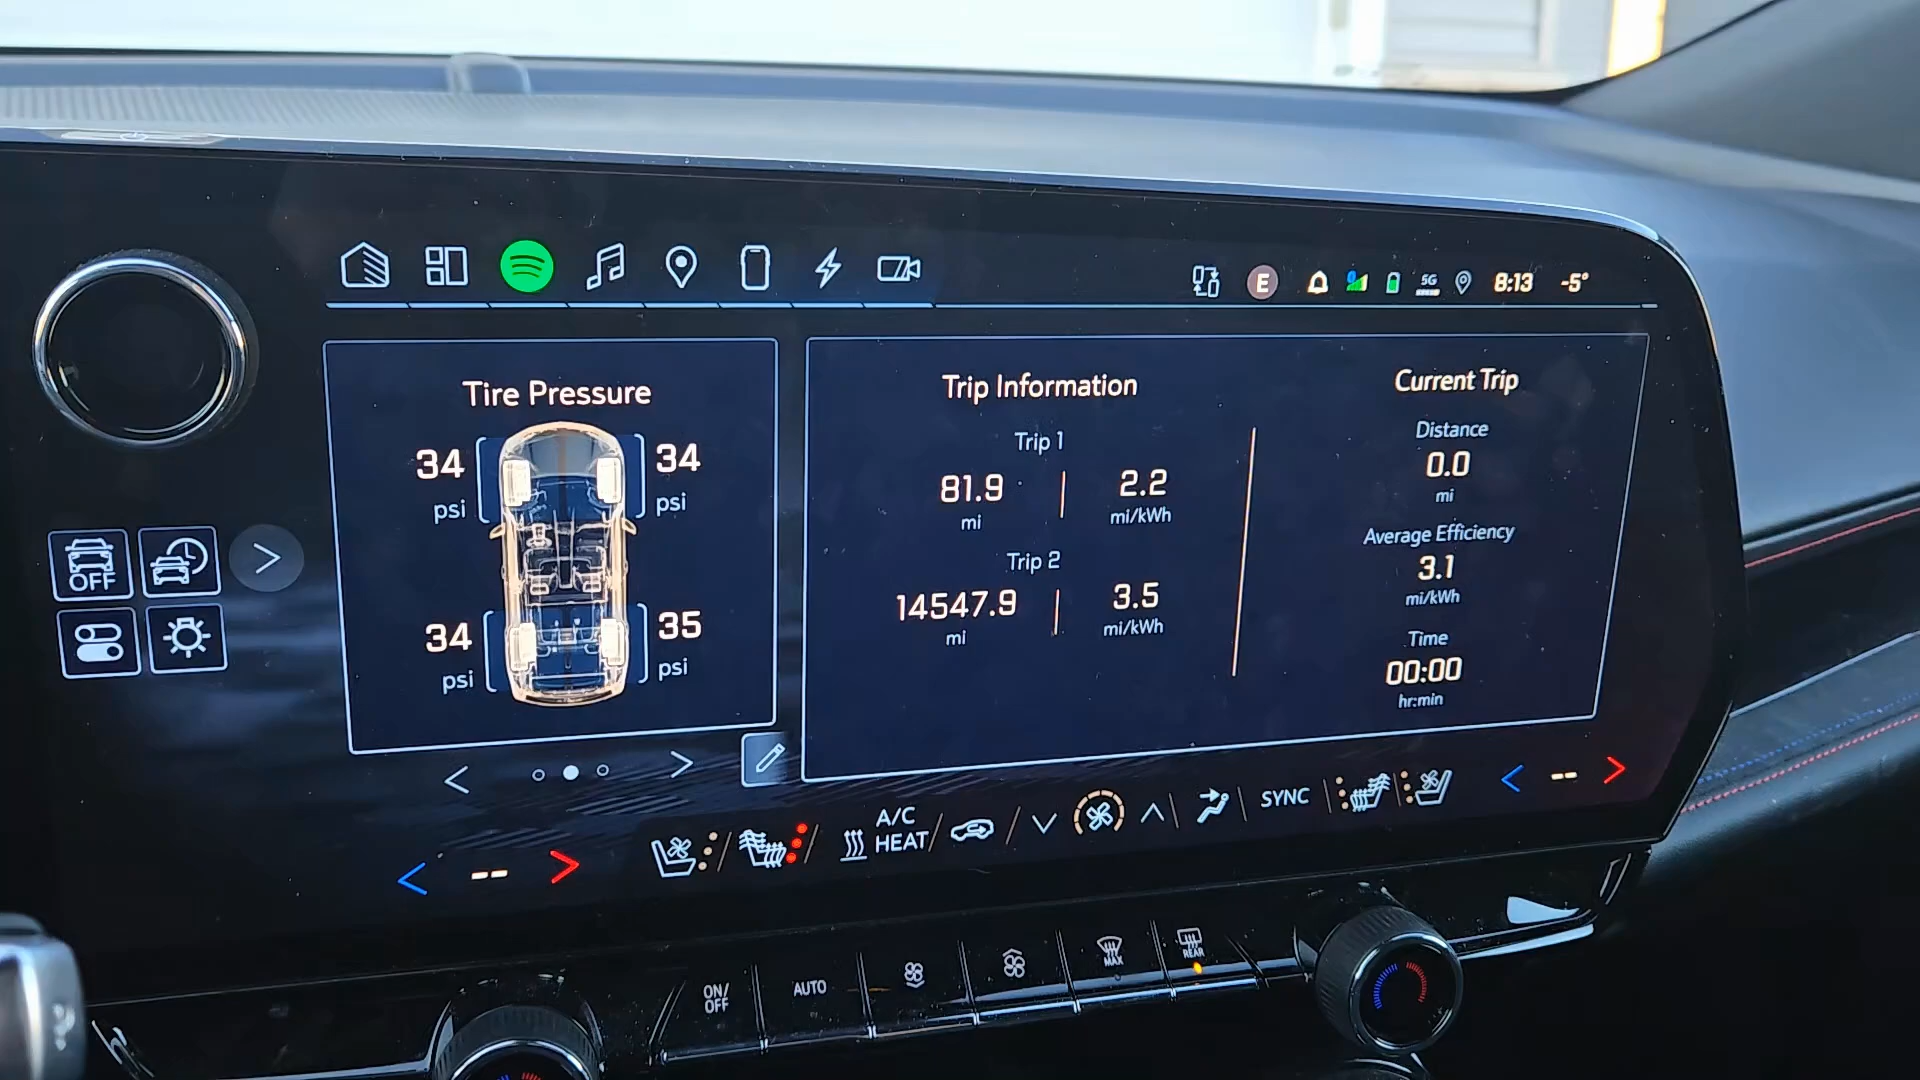 E
5G
8:13
-5°
Tire Pressure
34 psi
34 psi
34 psi
35 psi
Trip Information
Trip 1
81.9 mi
2.2 mi/kWh
Trip 2
14547.9 mi
3.5 mi/kWh
Current Trip
Distance
0.0
mi
Average Efficiency
3.1
mi/kWh
Time
00:00
hr:min
OFF
--
A/C
HEAT
SYNC
--
ON/
OFF
AUTO
MAX
REAR